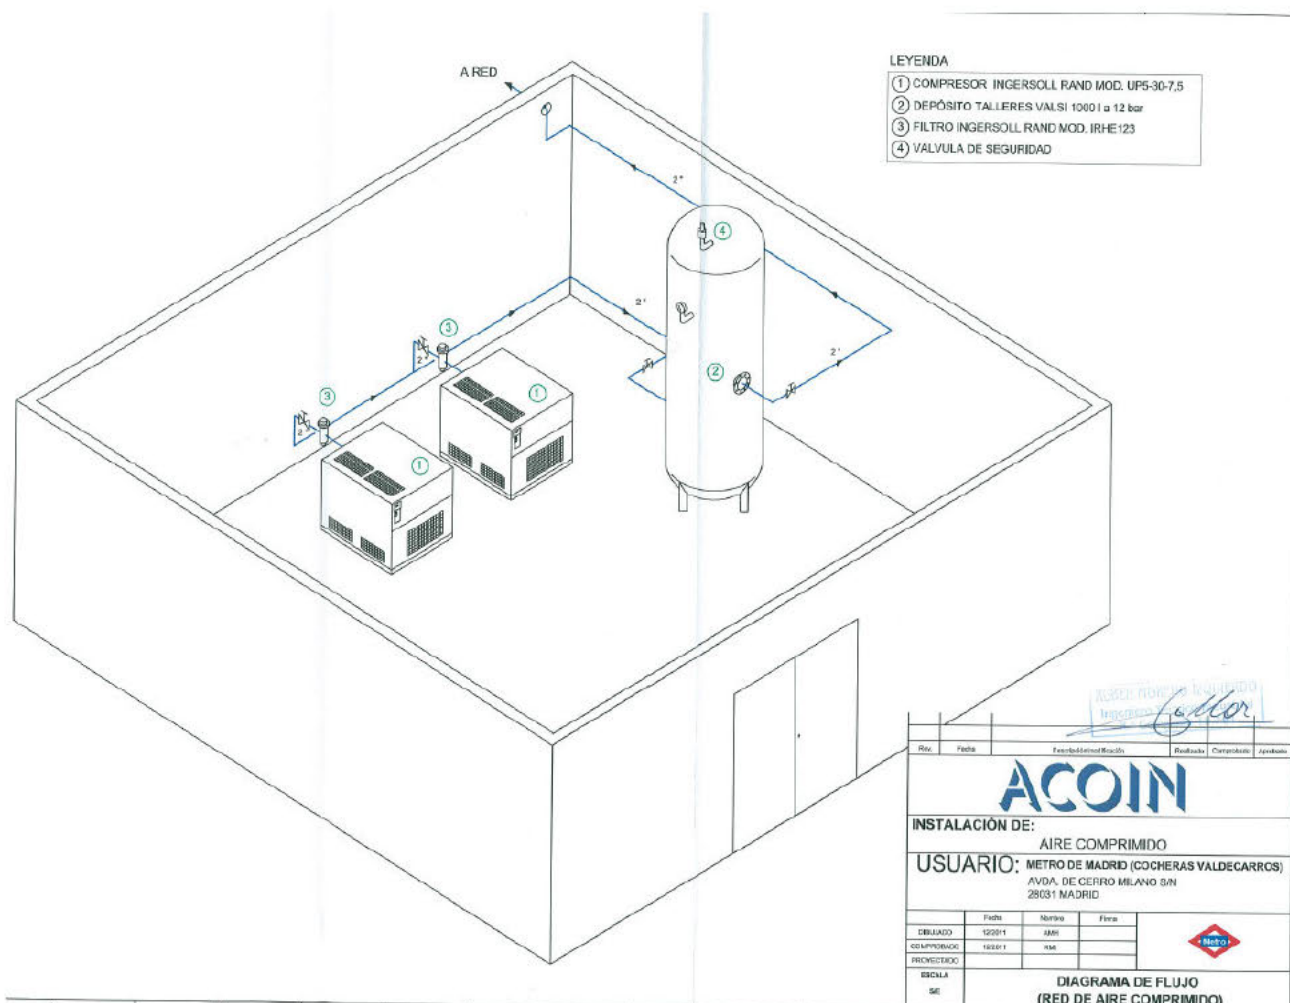 A RED
LEYENDA
1 COMPRESOR INGERSOLL RAND MOD. UP5-30-7,5
2 DEPÓSITO TALLERES VALSI 1000 l a 12 bar
3 FILTRO INGERSOLL RAND MOD. IRHE123
4 VALVULA DE SEGURIDAD
2"
4
2"
3
2"
2
2"
1
3
2"
1
Rev. Fecha Realizado Comprobado Aprobado
ACOIN
INSTALACIÓN DE:
AIRE COMPRIMIDO
USUARIO: METRO DE MADRID (COCHERAS VALDECARROS)
AVDA. DE CERRO MILANO S/N
28031 MADRID
Fecha Nombre Firma
DIBUJADO 12/2011 AMH
COMPROBADO 12/2011
PROYECTADO
Metro
ESCALA
S/E
DIAGRAMA DE FLUJO
(RED DE AIRE COMPRIMIDO)